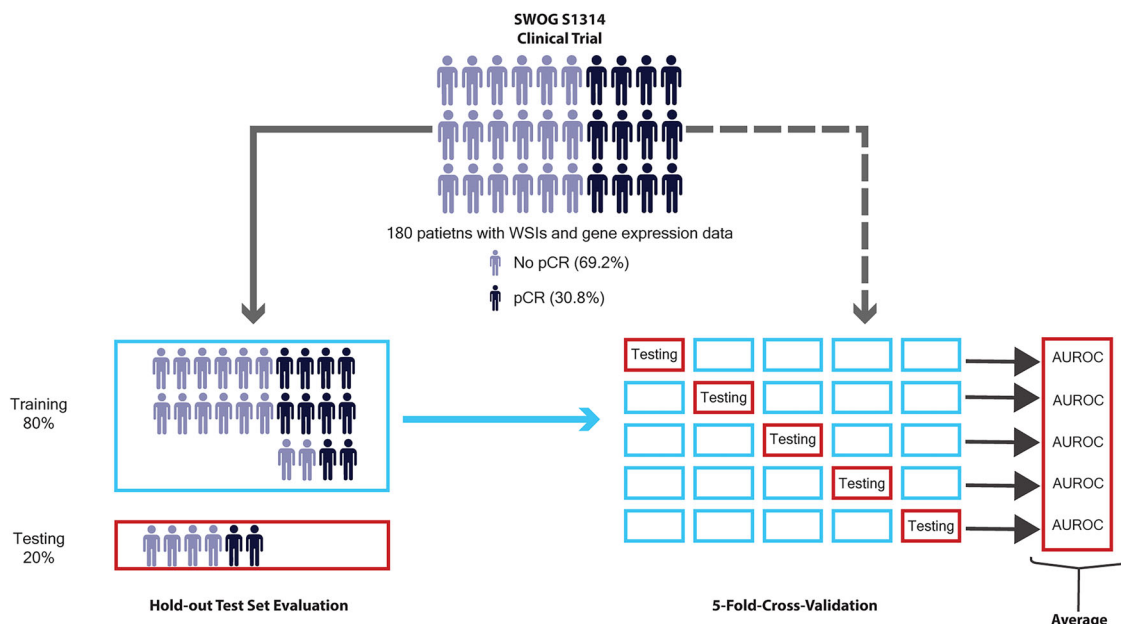 SWOG S1314
Clinical Trial
180 patietns with WSIs and gene expression data
No pCR (69.2%)
pCR (30.8%)
Training
80%
Testing
20%
Hold-out Test Set Evaluation
Testing
AUROC
Testing
AUROC
Testing
AUROC
Testing
AUROC
Testing
AUROC
5-Fold-Cross-Validation
Average